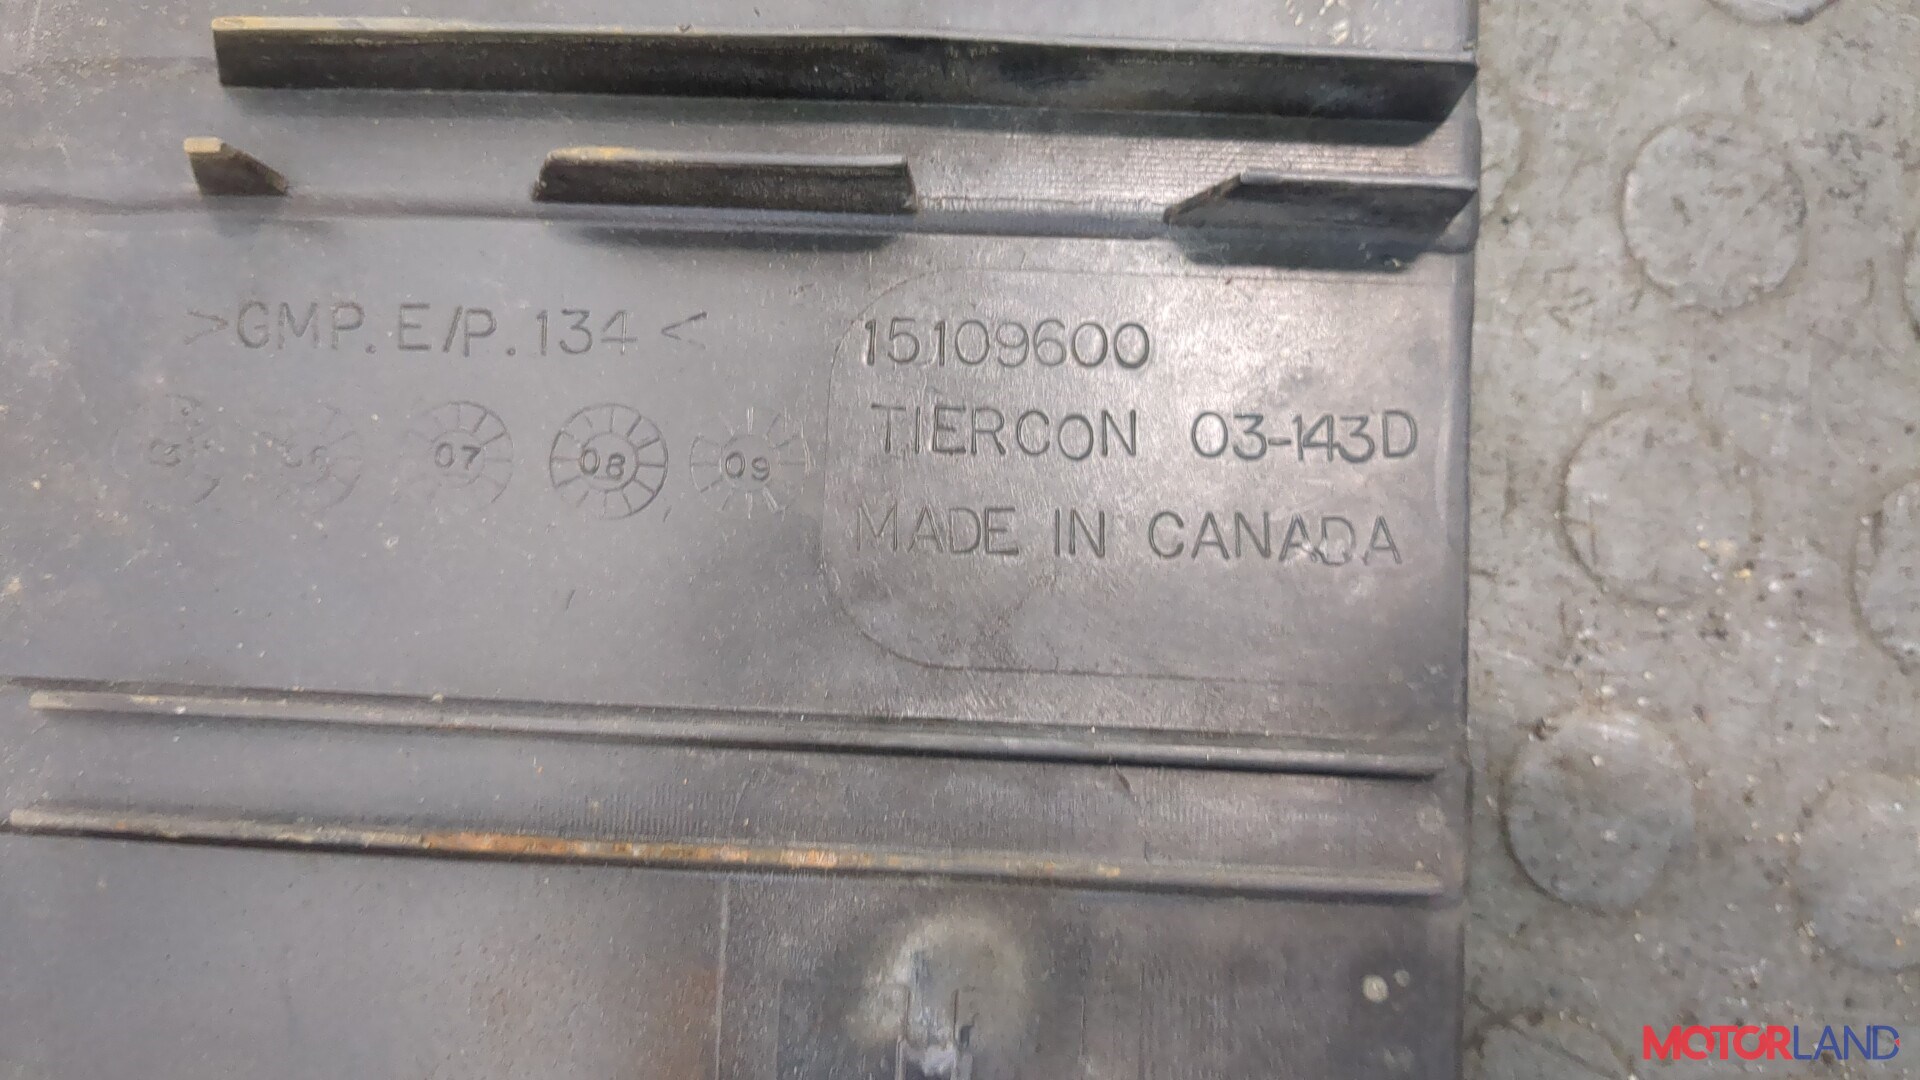 >GMP.E/P.134<
07 08 09
15109600
TIERCON 03-143D
MADE IN CANADA
MOTORLAND